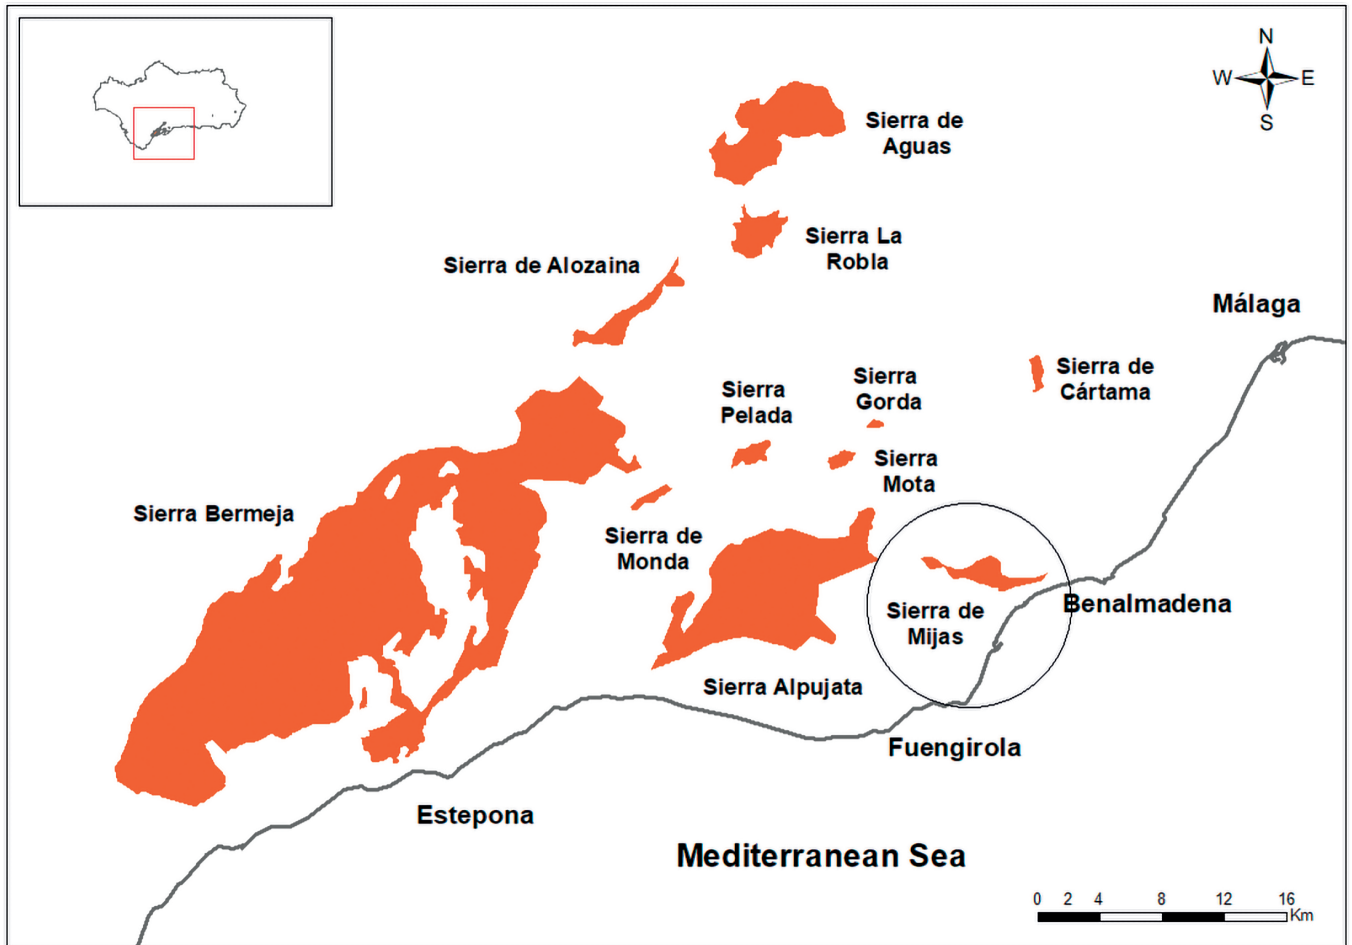 N
W E
S
Sierra de
Aguas
Sierra La
Robla
Sierra de Alozaina
Málaga
Sierra de
Cártama
Sierra
Gorda
Sierra
Pelada
Sierra
Mota
Sierra Bermeja
Sierra de
Monda
Sierra de
Mijas
Benalmadena
Sierra Alpujata
Fuengirola
Estepona
Mediterranean Sea
0 2 4 8 12 16
Km